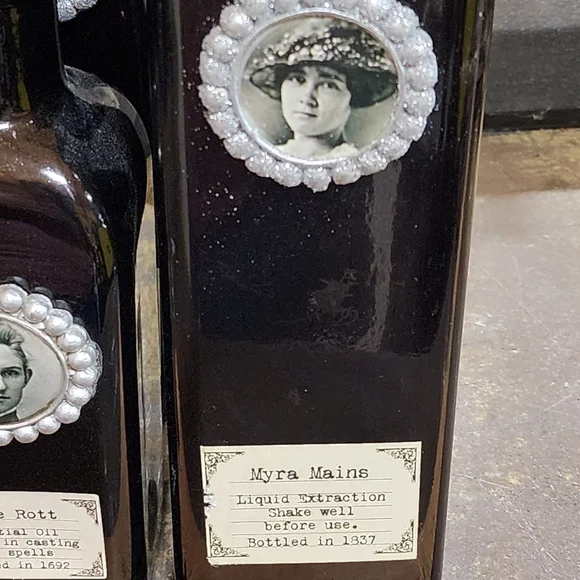 Myra Mains
Liquid Extraction
Shake well
before use.
Bottled in 1837
e Rott
tial Oil
in casting
spells
ed in 1692